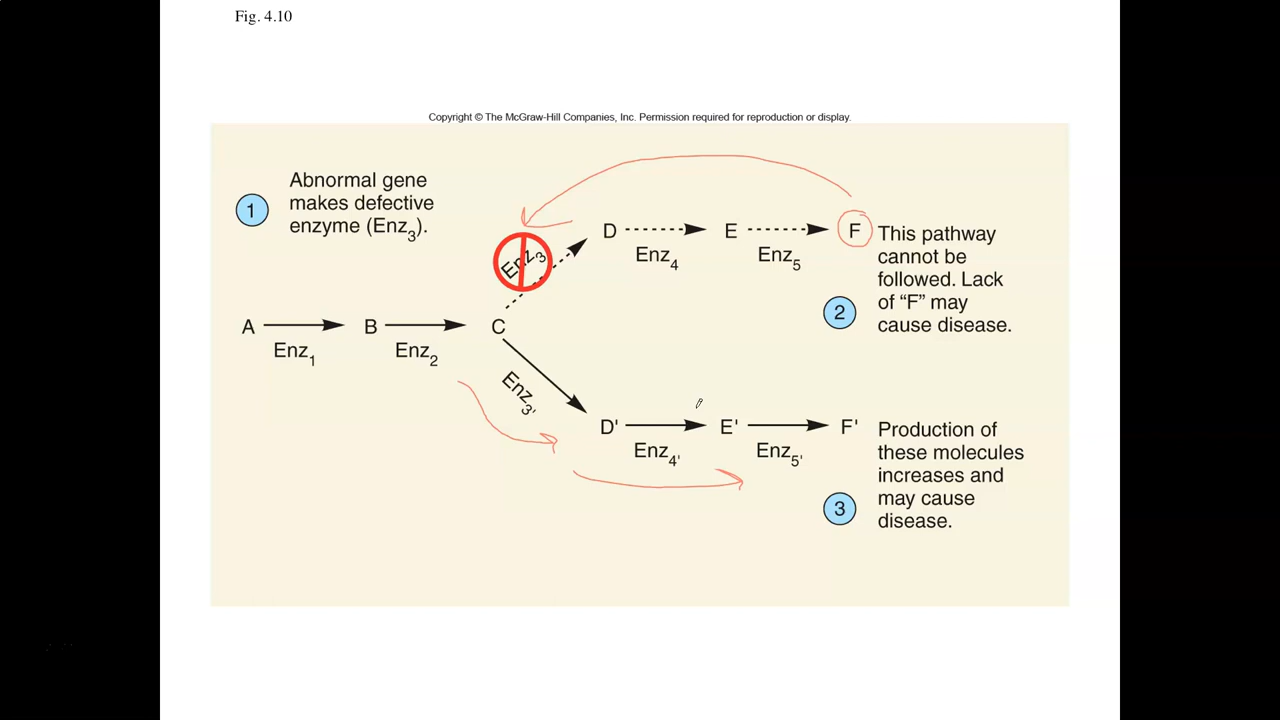 Fig. 4.10
Copyright © The McGraw-Hill Companies, Inc. Permission required for reproduction or display.
1
Abnormal gene
makes defective
enzyme (Enz₃).
Enz₃
D
Enz₄
E
Enz₅
F
2
This pathway
cannot be
followed. Lack
of “F” may
cause disease.
A
Enz₁
B
Enz₂
C
Enz₃'
D'
Enz₄'
E'
Enz₅'
F'
3
Production of
these molecules
increases and
may cause
disease.